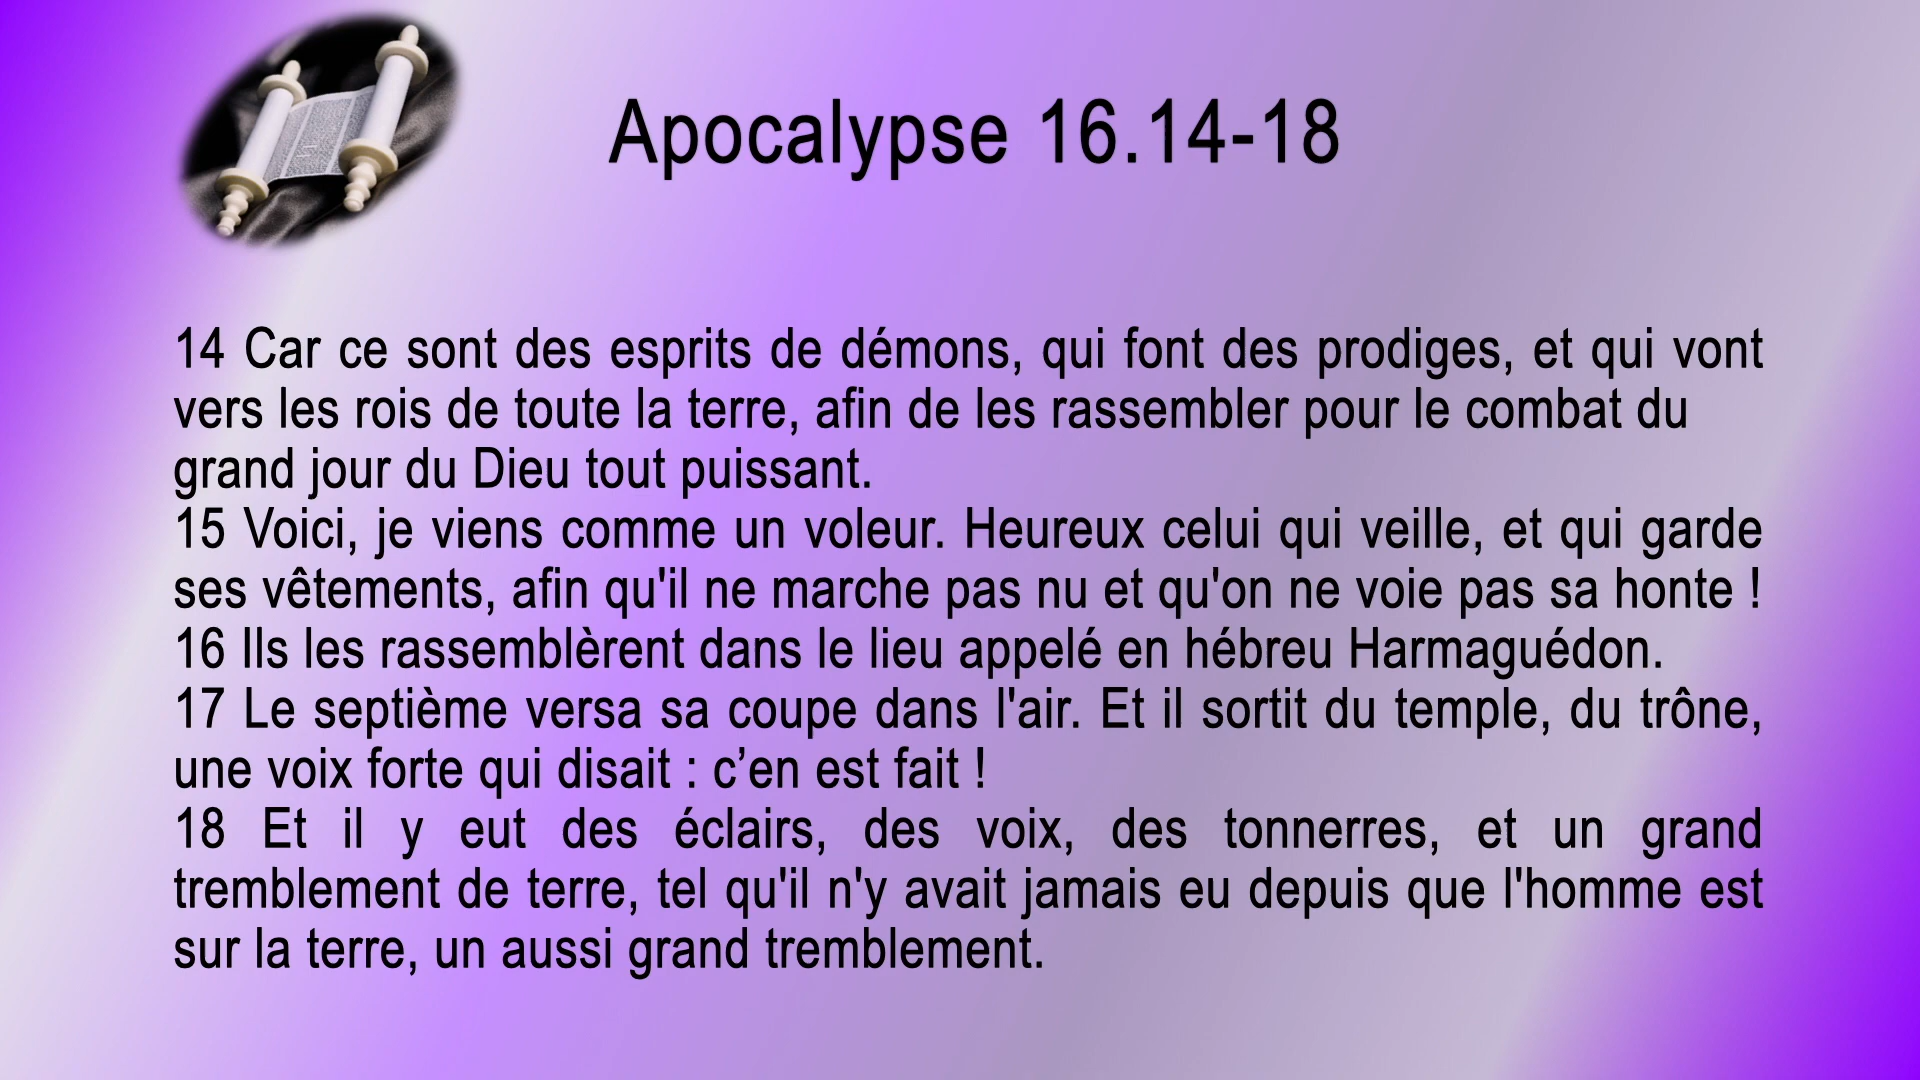 Apocalypse 16.14-18
14 Car ce sont des esprits de démons, qui font des prodiges, et qui vont
vers les rois de toute la terre, afin de les rassembler pour le combat du
grand jour du Dieu tout puissant.
15 Voici, je viens comme un voleur. Heureux celui qui veille, et qui garde
ses vêtements, afin qu'il ne marche pas nu et qu'on ne voie pas sa honte !
16 Ils les rassemblèrent dans le lieu appelé en hébreu Harmaguédon.
17 Le septième versa sa coupe dans l'air. Et il sortit du temple, du trône,
une voix forte qui disait : c’en est fait !
18 Et il y eut des éclairs, des voix, des tonnerres, et un grand
tremblement de terre, tel qu'il n'y avait jamais eu depuis que l'homme est
sur la terre, un aussi grand tremblement.